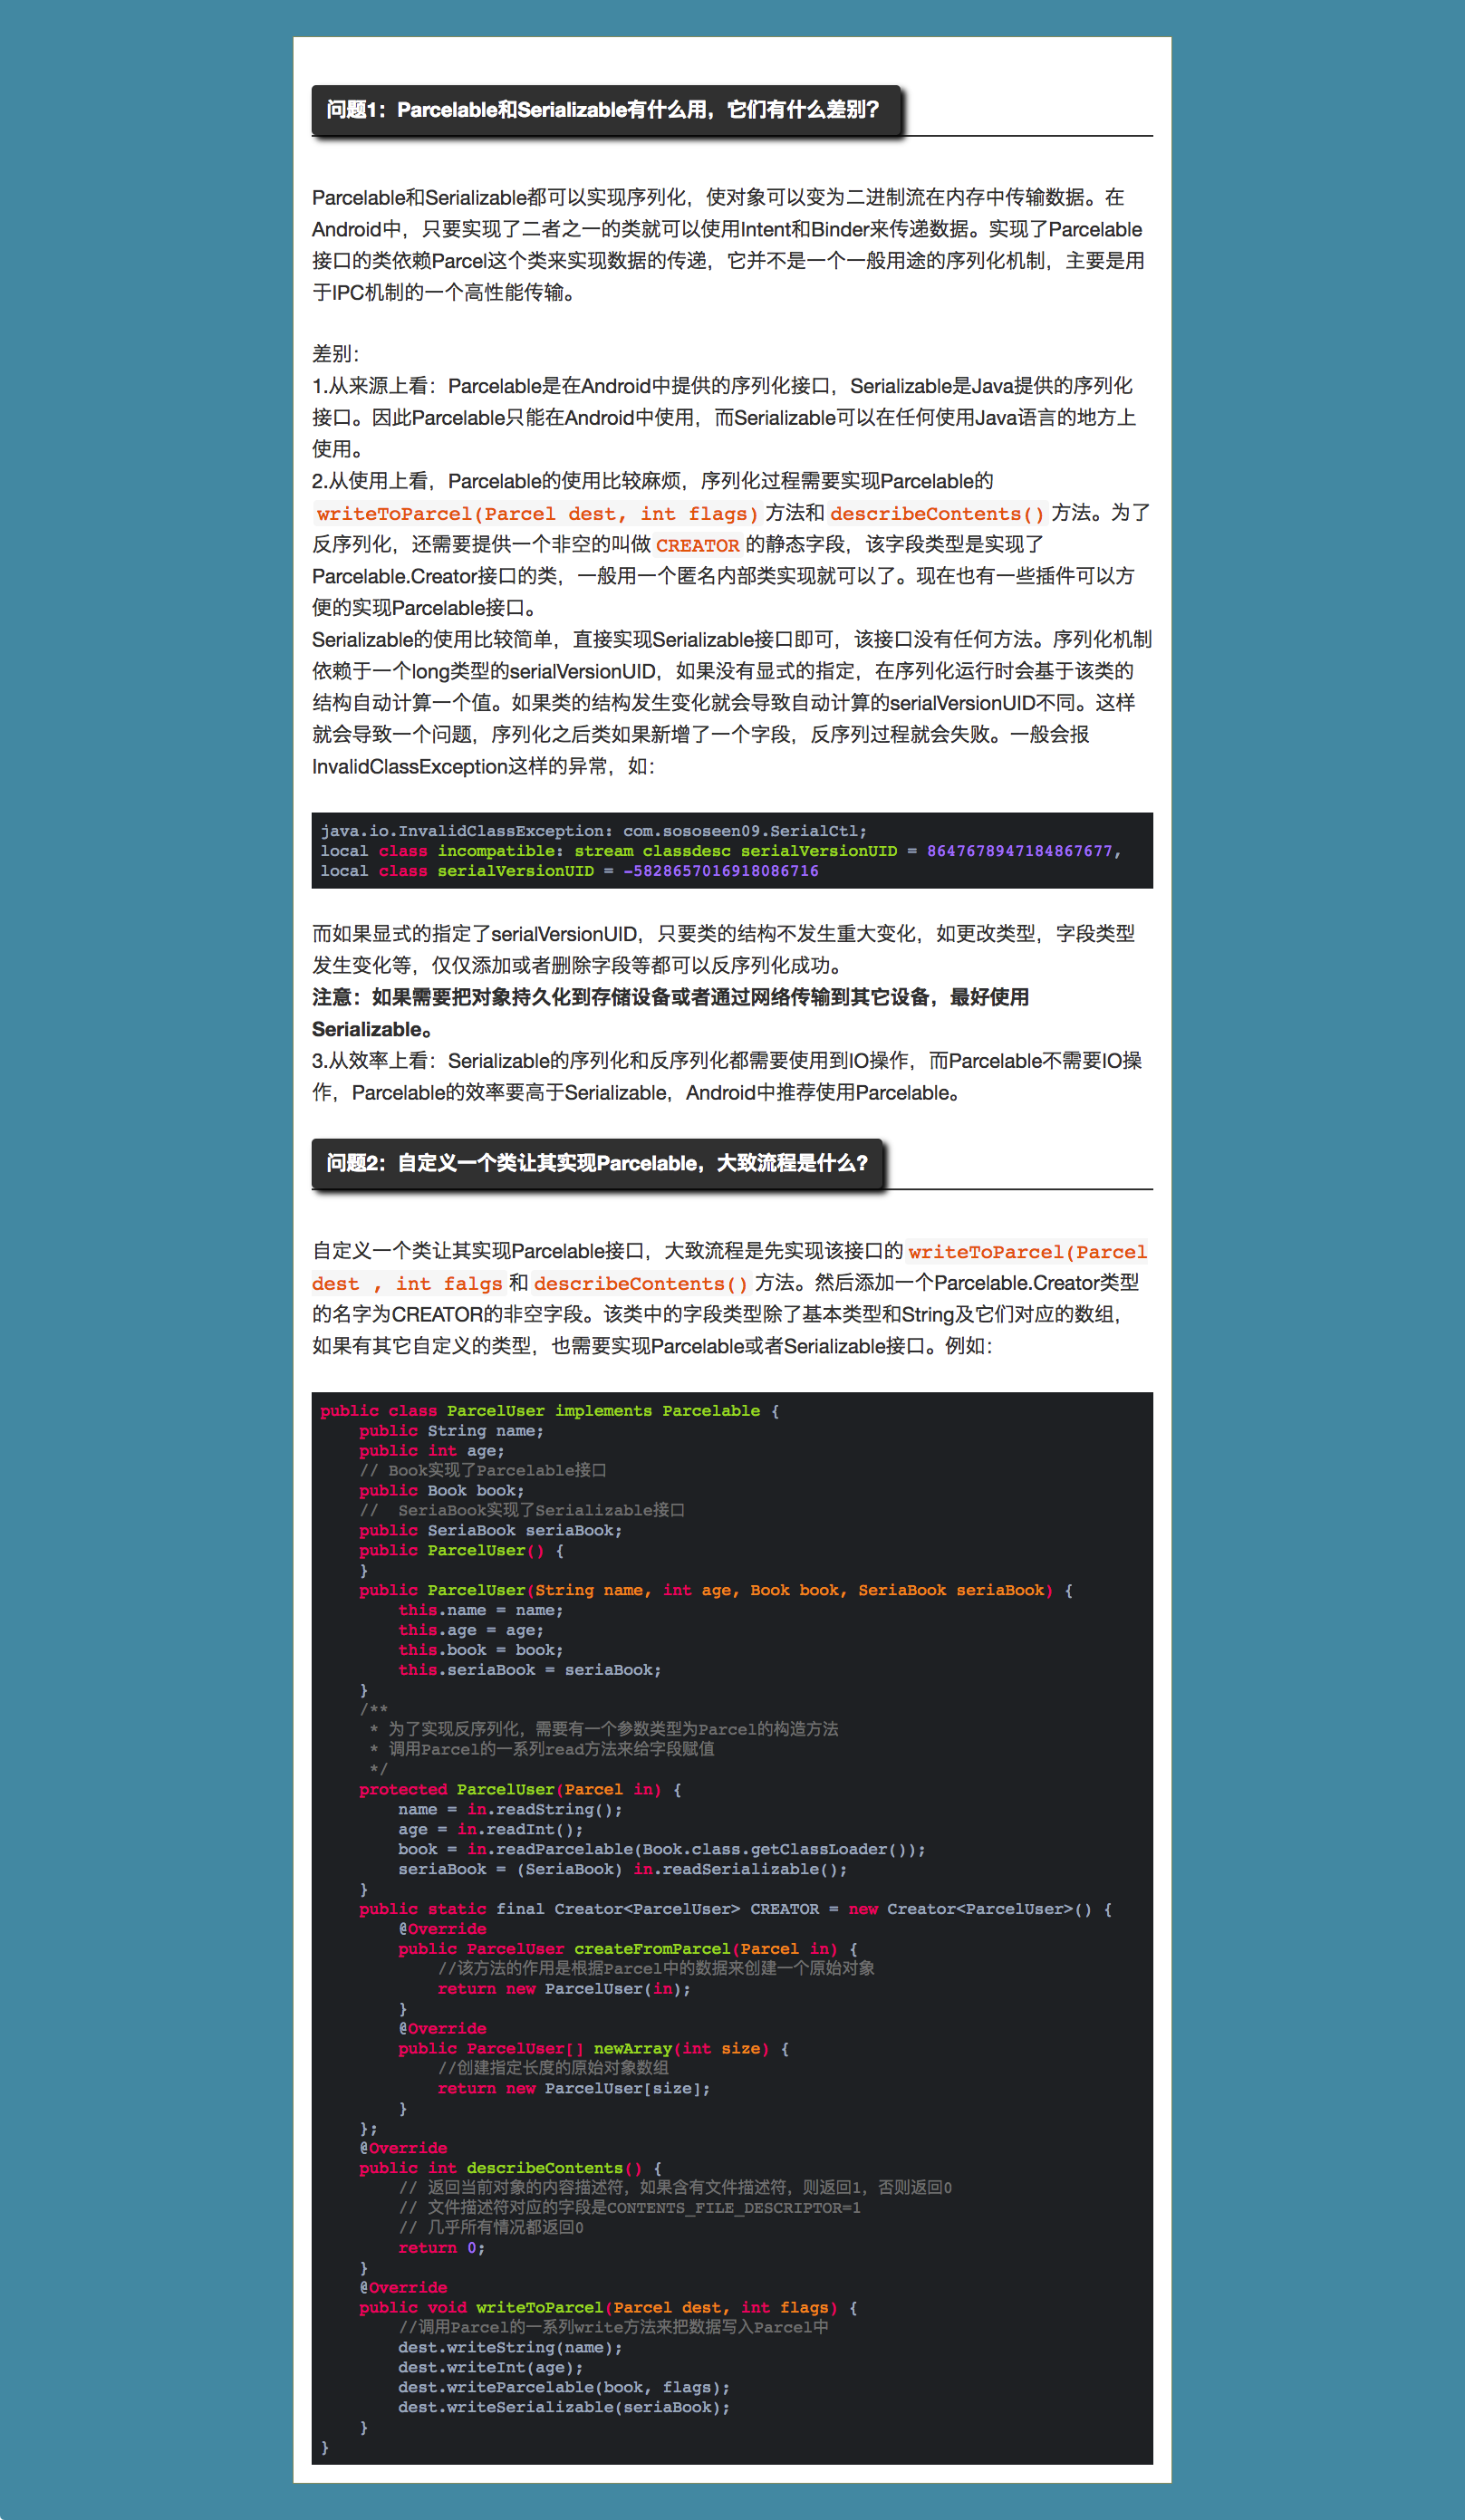 问题1：Parcelable和Serializable有什么用，它们有什么差别？
Parcelable和Serializable都可以实现序列化，使对象可以变为二进制流在内存中传输数据。在
Android中，只要实现了二者之一的类就可以使用Intent和Binder来传递数据。实现了Parcelable
接口的类依赖Parcel这个类来实现数据的传递，它并不是一个一般用途的序列化机制，主要是用
于IPC机制的一个高性能传输。
差别：
1.从来源上看：Parcelable是在Android中提供的序列化接口，Serializable是Java提供的序列化
接口。因此Parcelable只能在Android中使用，而Serializable可以在任何使用Java语言的地方上
使用。
2.从使用上看，Parcelable的使用比较麻烦，序列化过程需要实现Parcelable的
writeToParcel(Parcel dest, int flags)方法和describeContents()方法。为了
反序列化，还需要提供一个非空的叫做CREATOR的静态字段，该字段类型是实现了
Parcelable.Creator接口的类，一般用一个匿名内部类实现就可以了。现在也有一些插件可以方
便的实现Parcelable接口。
Serializable的使用比较简单，直接实现Serializable接口即可，该接口没有任何方法。序列化机制
依赖于一个long类型的serialVersionUID，如果没有显式的指定，在序列化运行时会基于该类的
结构自动计算一个值。如果类的结构发生变化就会导致自动计算的serialVersionUID不同。这样
就会导致一个问题，序列化之后类如果新增了一个字段，反序列过程就会失败。一般会报
InvalidClassException这样的异常，如：
java.io.InvalidClassException: com.sososeen09.SerialCtl;
local class incompatible: stream classdesc serialVersionUID = 8647678947184867677,
local class serialVersionUID = -5828657016918086716
而如果显式的指定了serialVersionUID，只要类的结构不发生重大变化，如更改类型，字段类型
发生变化等，仅仅添加或者删除字段等都可以反序列化成功。
注意：如果需要把对象持久化到存储设备或者通过网络传输到其它设备，最好使用
Serializable。
3.从效率上看：Serializable的序列化和反序列化都需要使用到IO操作，而Parcelable不需要IO操
作，Parcelable的效率要高于Serializable，Android中推荐使用Parcelable。
问题2：自定义一个类让其实现Parcelable，大致流程是什么?
自定义一个类让其实现Parcelable接口，大致流程是先实现该接口的writeToParcel(Parcel
dest , int falgs和describeContents()方法。然后添加一个Parcelable.Creator类型
的名字为CREATOR的非空字段。该类中的字段类型除了基本类型和String及它们对应的数组，
如果有其它自定义的类型，也需要实现Parcelable或者Serializable接口。例如：
public class ParcelUser implements Parcelable {
    public String name;
    public int age;
    // Book实现了Parcelable接口
    public Book book;
    //  SeriaBook实现了Serializable接口
    public SeriaBook seriaBook;
    public ParcelUser() {
    }
    public ParcelUser(String name, int age, Book book, SeriaBook seriaBook) {
        this.name = name;
        this.age = age;
        this.book = book;
        this.seriaBook = seriaBook;
    }
    /**
     * 为了实现反序列化，需要有一个参数类型为Parcel的构造方法
     * 调用Parcel的一系列read方法来给字段赋值
     */
    protected ParcelUser(Parcel in) {
        name = in.readString();
        age = in.readInt();
        book = in.readParcelable(Book.class.getClassLoader());
        seriaBook = (SeriaBook) in.readSerializable();
    }
    public static final Creator<ParcelUser> CREATOR = new Creator<ParcelUser>() {
        @Override
        public ParcelUser createFromParcel(Parcel in) {
            //该方法的作用是根据Parcel中的数据来创建一个原始对象
            return new ParcelUser(in);
        }
        @Override
        public ParcelUser[] newArray(int size) {
            //创建指定长度的原始对象数组
            return new ParcelUser[size];
        }
    };
    @Override
    public int describeContents() {
        // 返回当前对象的内容描述符，如果含有文件描述符，则返回1，否则返回0
        // 文件描述符对应的字段是CONTENTS_FILE_DESCRIPTOR=1
        // 几乎所有情况都返回0
        return 0;
    }
    @Override
    public void writeToParcel(Parcel dest, int flags) {
        //调用Parcel的一系列write方法来把数据写入Parcel中
        dest.writeString(name);
        dest.writeInt(age);
        dest.writeParcelable(book, flags);
        dest.writeSerializable(seriaBook);
    }
}